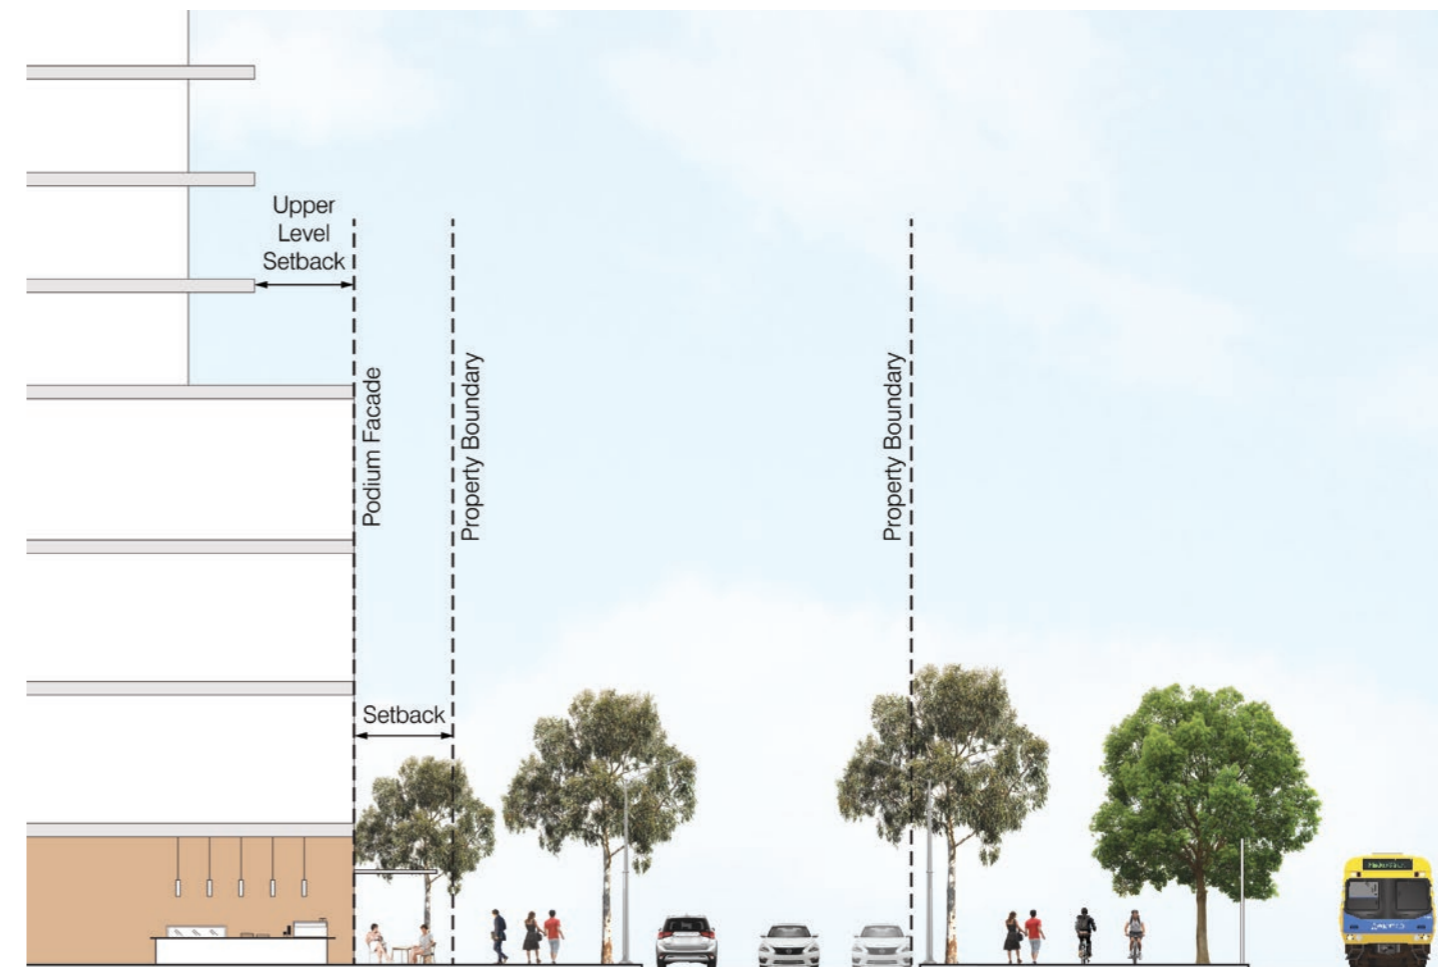 Upper
Level
Setback
Podium Facade
Property Boundary
Property Boundary
Setback